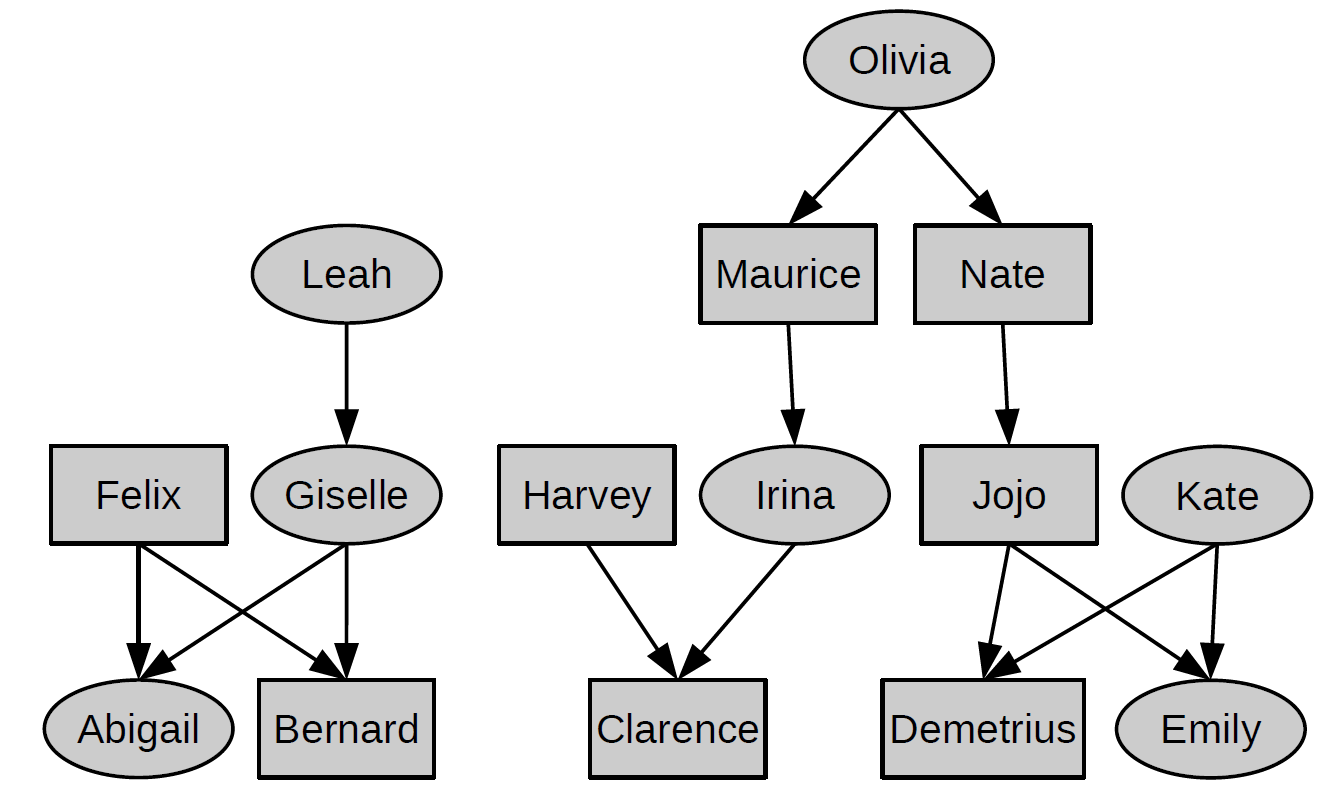 Olivia
Leah
Maurice
Nate
Felix
Giselle
Harvey
Irina
Jojo
Kate
Abigail
Bernard
Clarence
Demetrius
Emily